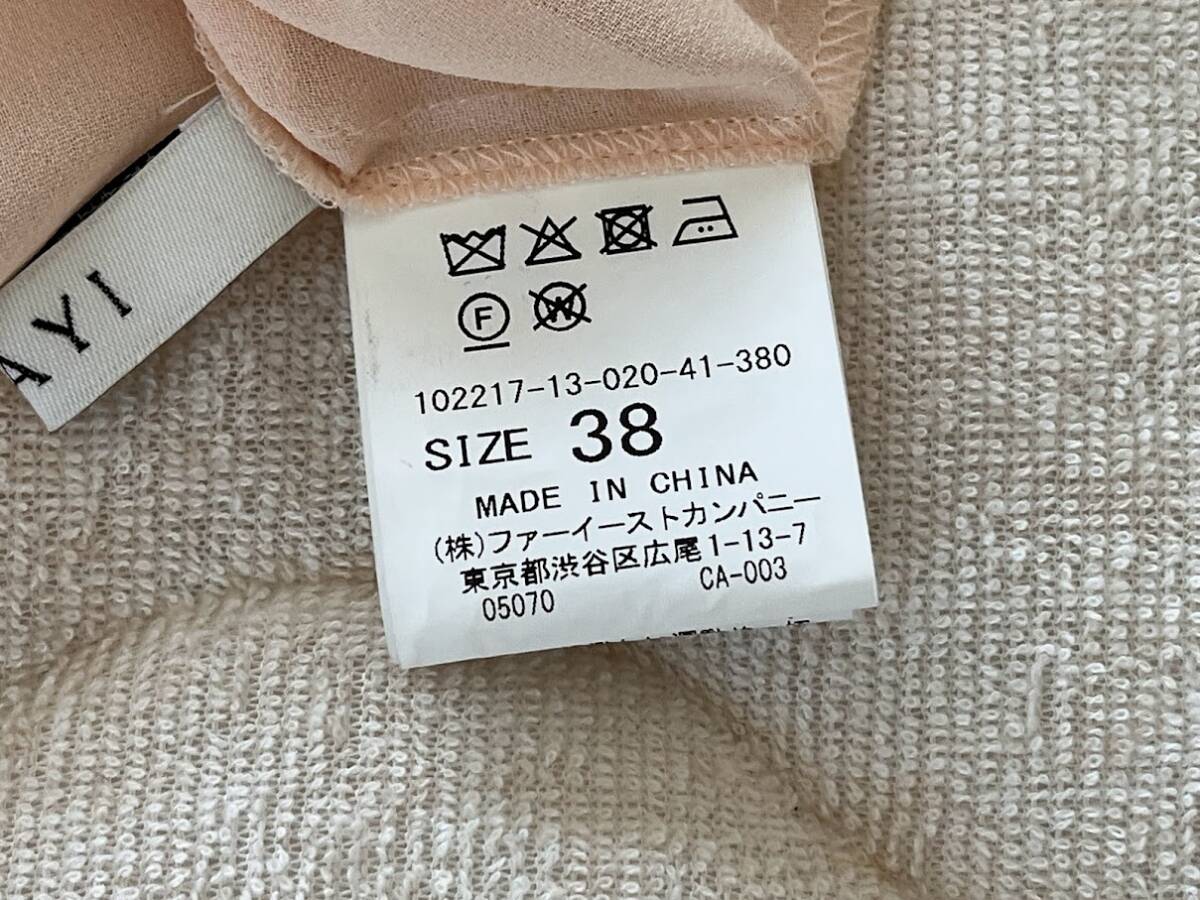 AYI
F
W
102217-13-020-41-380
SIZE 38
MADE IN CHINA
(株)ファーイーストカンパニー
東京都渋谷区広尾1-13-7
05070 CA-003